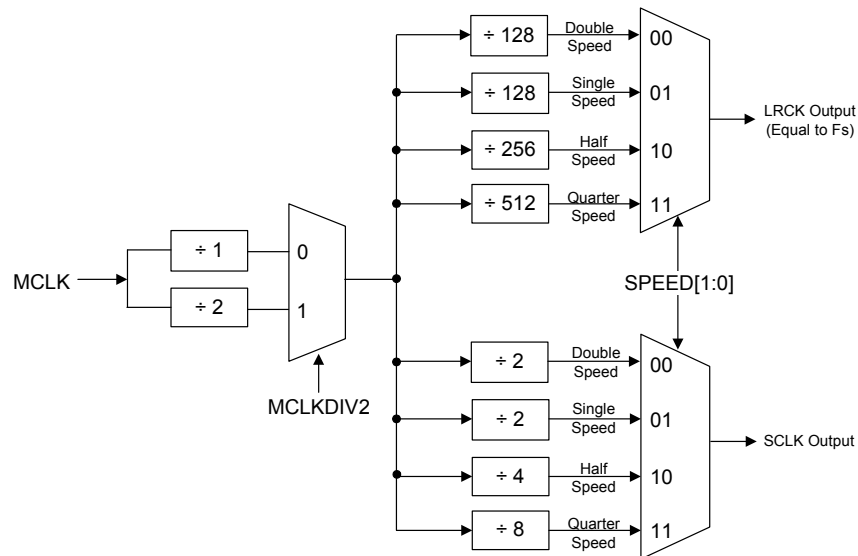 ÷ 128
Double
Speed
00
÷ 128
Single
Speed
01
÷ 256
Half
Speed
10
÷ 512
Quarter
Speed
11
LRCK Output
(Equal to Fs)
MCLK
÷ 1
0
÷ 2
1
MCLKDIV2
SPEED[1:0]
÷ 2
Double
Speed
00
÷ 2
Single
Speed
01
÷ 4
Half
Speed
10
÷ 8
Quarter
Speed
11
SCLK Output